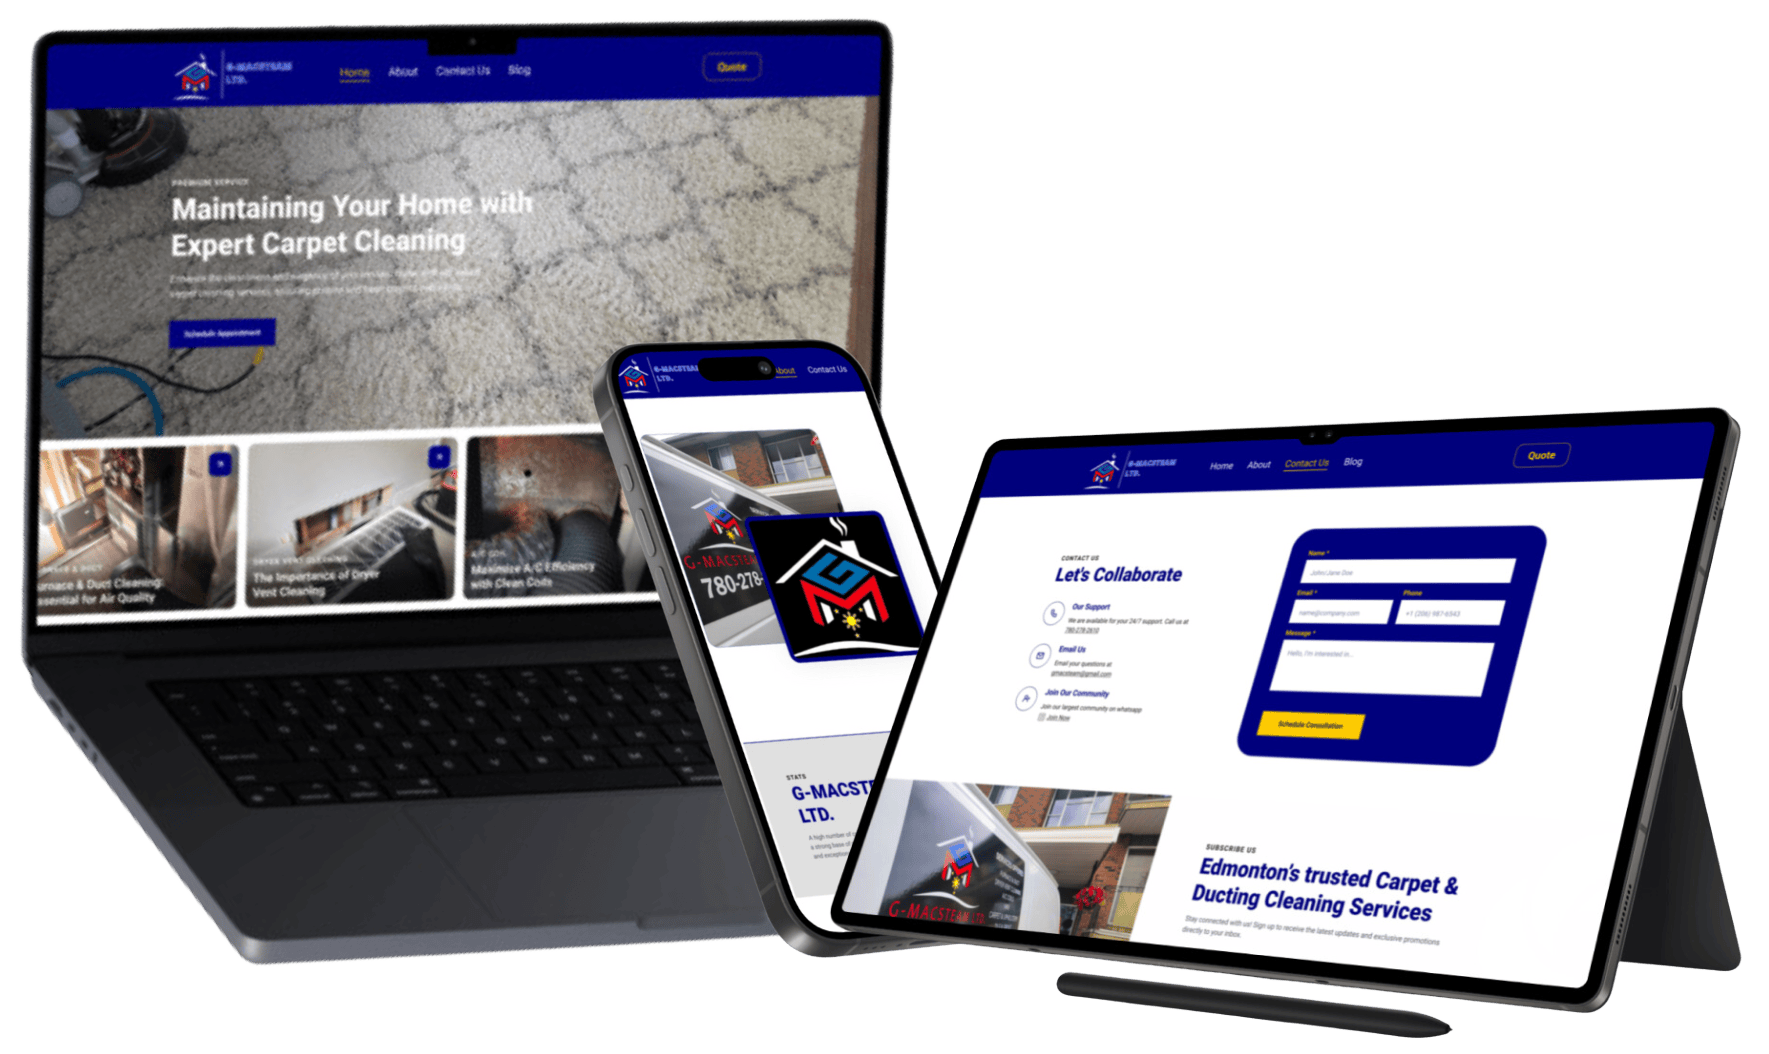 G-MACSTEAM
LTD.
Home About Contact Us Blog
Quote
PREMIUM SERVICE
Maintaining Your Home with
Expert Carpet Cleaning
Schedule Appointment
Furnace & Duct Cleaning:
Essential for Air Quality
DRYER VENT CLEANING
The Importance of Dryer
Vent Cleaning
A/C COIL
Maximize A/C Efficiency
with Clean Coils
G-MACSTEAM
LTD.
About Contact Us
G-MACSTEA
780-278-
GM
STATS
G-MACSTE
LTD.
A high number of
a strong base of
and exception
G-MACSTEAM
LTD.
Home About Contact Us Blog
Quote
CONTACT US
Let's Collaborate
Our Support
We are available for your 24/7 support. Call us at
780-278-2610
Email Us
Email your questions at
gmacsteam@gmail.com
Join Our Community
Join our largest community on whatsapp
Join Now
Name *
John/Jane Doe
Email * Phone
name@company.com +1 (206) 987-6543
Message *
Hello, I'm interested in...
Schedule Consultation
G-MACSTEAM LTD.
SUBSCRIBE US
Edmonton's trusted Carpet &
Ducting Cleaning Services
Stay connected with us! Sign up to receive the latest updates and exclusive promotions
directly to your inbox.